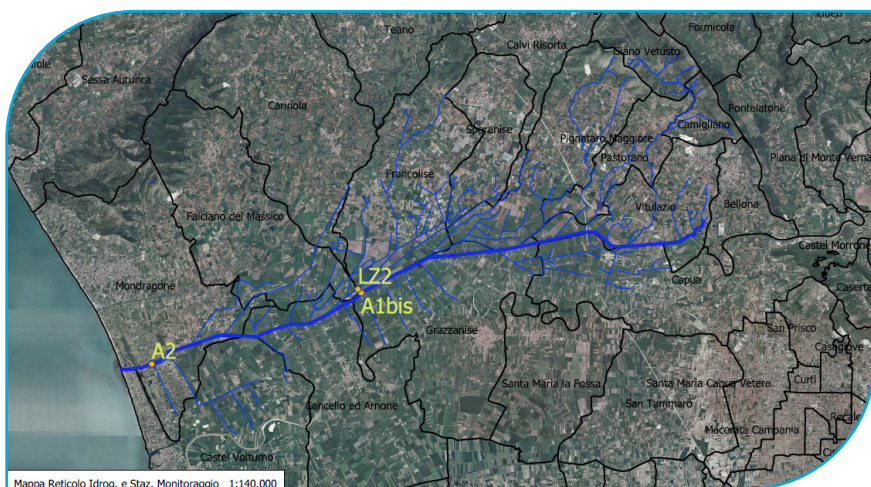 Teano
Formicola
Calvi Risorta
Giano Vetusto
Sessa Aurunca
Carinola
Pontelatone
Sparanise
Camigliano
Pignataro Maggiore
Pastorano
Piana di Monte Verna
Francolise
Vitulazio
Bellona
Falciano del Massico
Castel Morrone
LZ2
Mondragone
Capua
Caserta
A1bis
Grazzanise
San Prisco
A2
Casagiove
Curti
Santa Maria la Fossa
Santa Maria Capua Vetere
Cancello ed Arnone
San Tammaro
Recale
Macerata Campania
Castel Volturno
Mappa Reticolo Idrog. e Staz. Monitoraggio 1:140.000